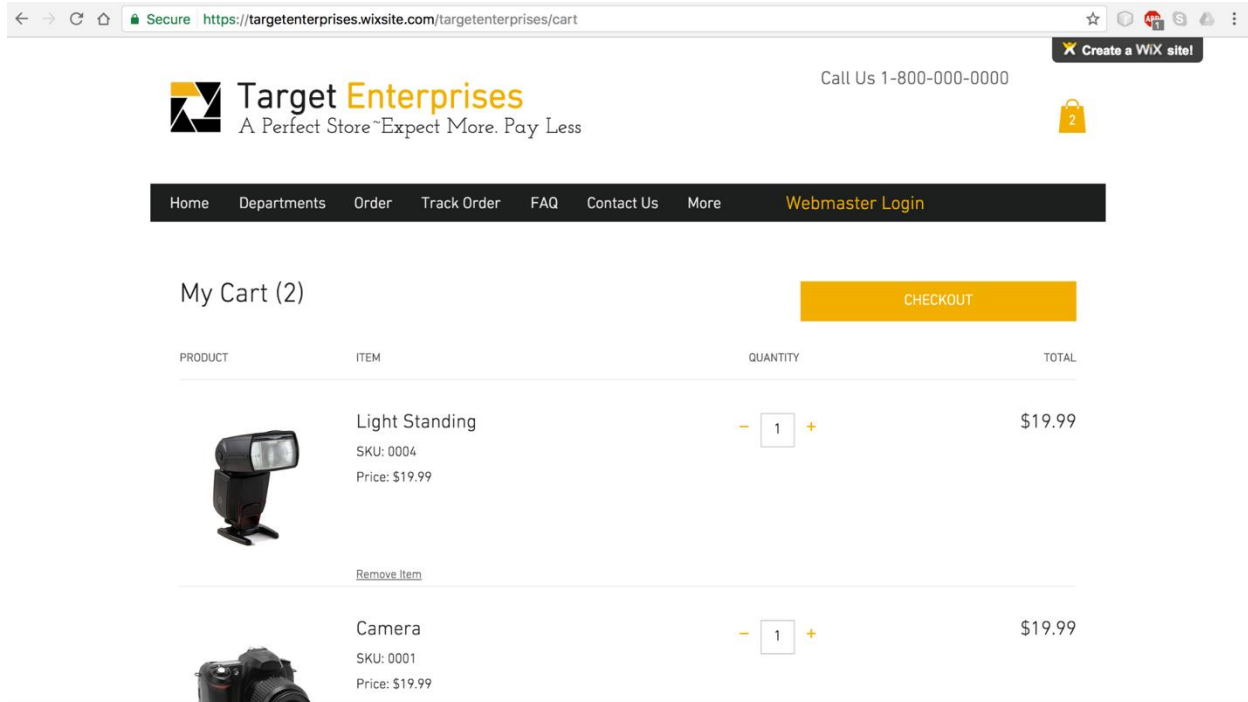 Secure https://targetenterprises.wixsite.com/targetenterprises/cart
Create a WiX site!
Call Us 1-800-000-0000
Target Enterprises
A Perfect Store~Expect More. Pay Less
2
Home Departments Order Track Order FAQ Contact Us More Webmaster Login
My Cart (2)
CHECKOUT
PRODUCT ITEM QUANTITY TOTAL
Light Standing − 1 + $19.99
SKU: 0004
Price: $19.99
Remove Item
Camera − 1 + $19.99
SKU: 0001
Price: $19.99